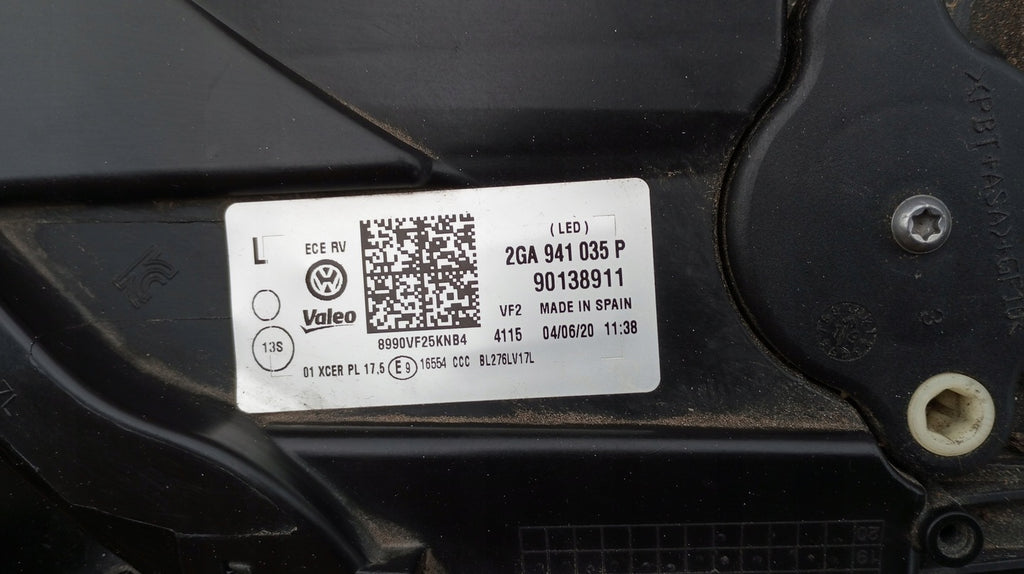 L
ECE RV
Valeo
13S
8990VF25KNB4
( LED )
2GA 941 035 P
90138911
VF2 MADE IN SPAIN
4115 04/06/20 11:38
01 XCER PL 17,5 E9 16554 CCC BL276LV17L
3